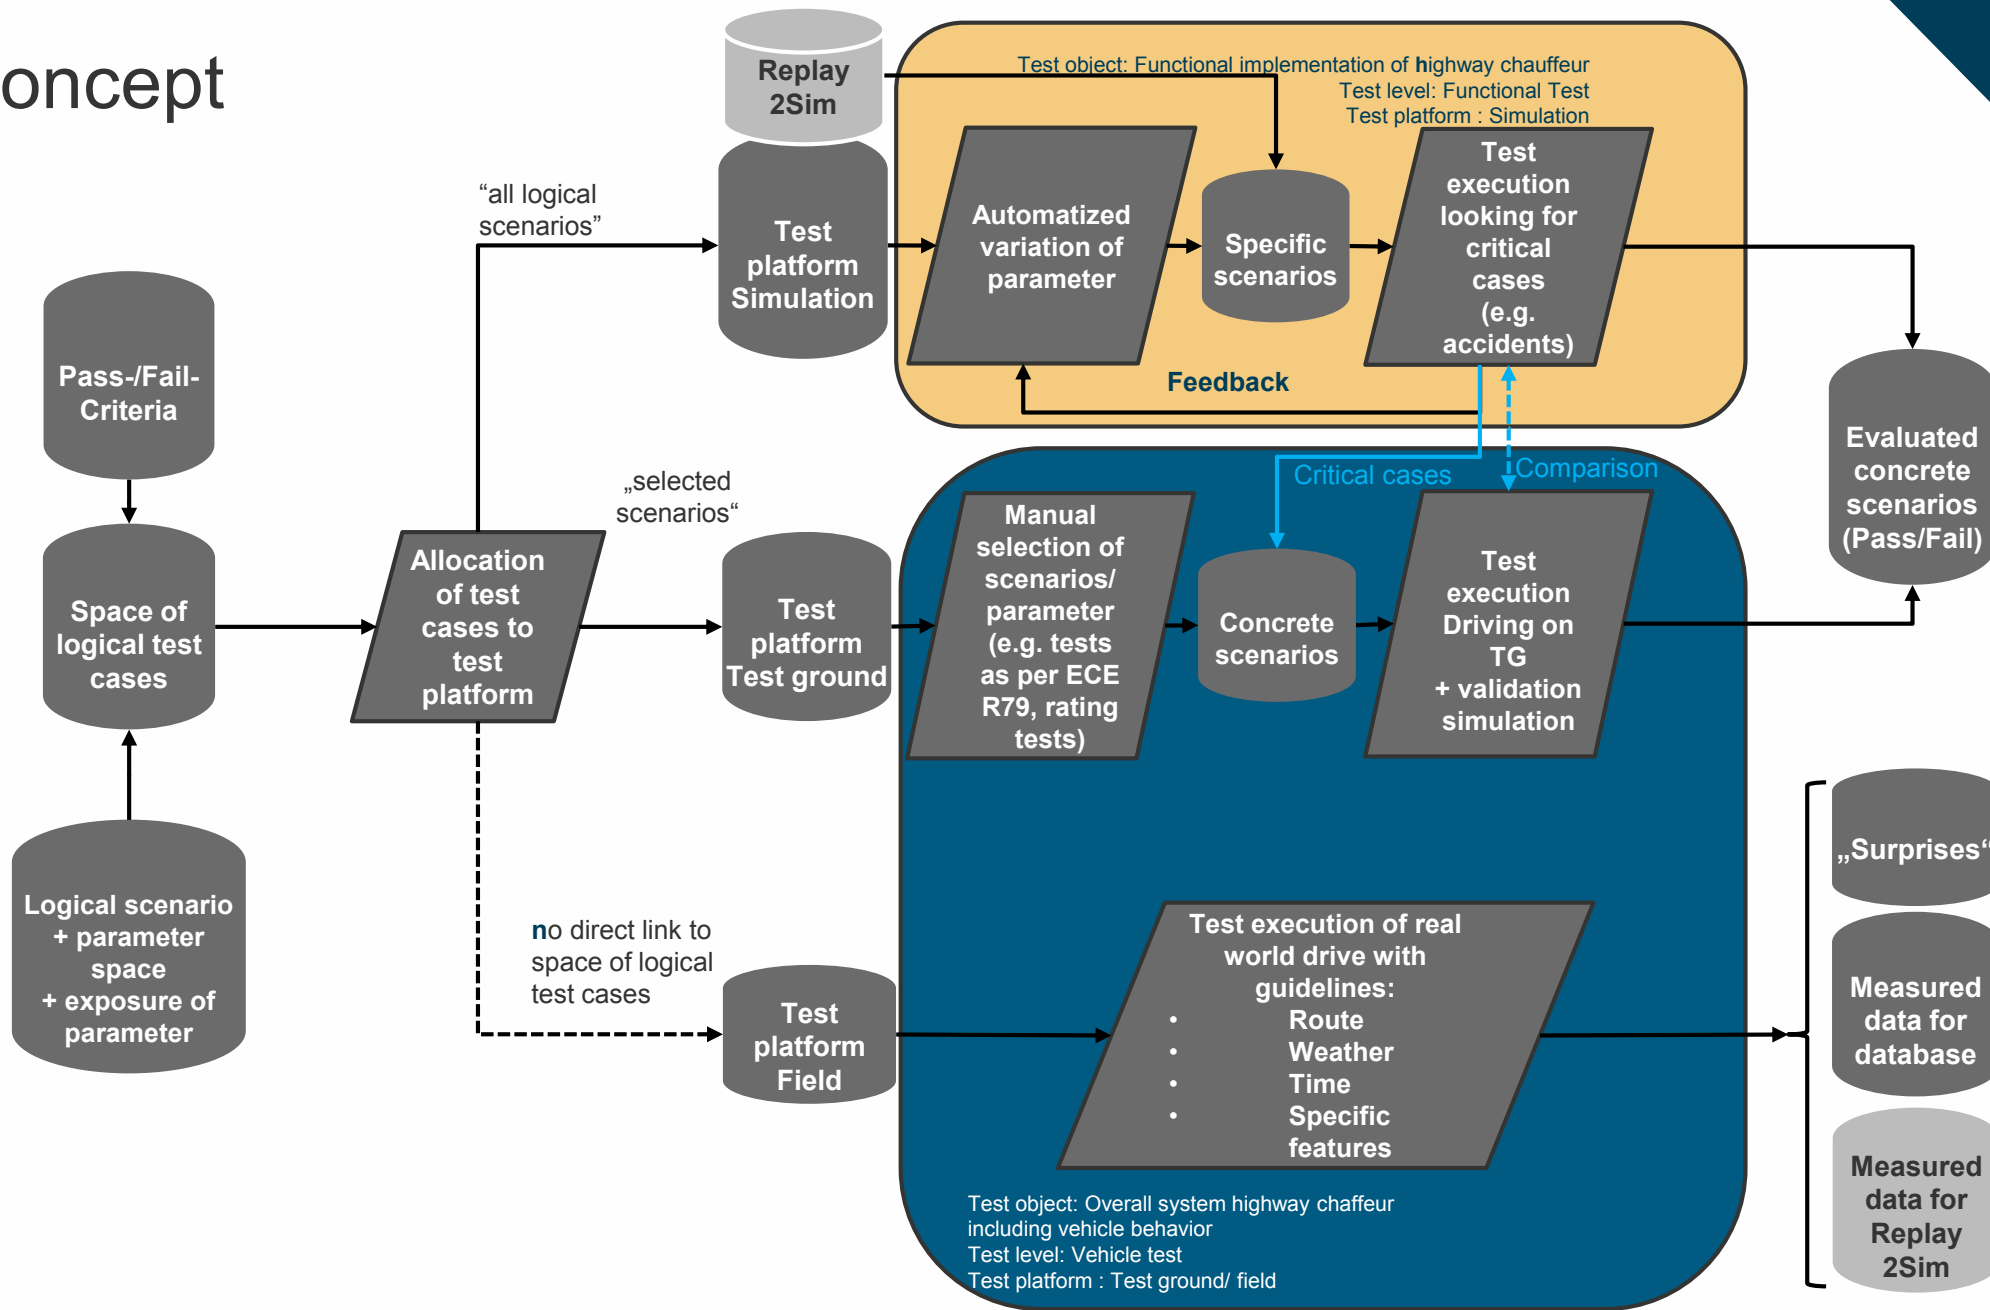 oncept
Replay
2Sim
Test object: Functional implementation of highway chauffeur
Test level: Functional Test
Test platform : Simulation
“all logical
scenarios”
Test
platform
Simulation
Automatized
variation of
parameter
Specific
scenarios
Test
execution
looking for
critical
cases
(e.g.
accidents)
Feedback
Pass-/Fail-
Criteria
Space of
logical test
cases
Logical scenario
+ parameter
space
+ exposure of
parameter
Allocation
of test
cases to
test
platform
„selected
scenarios“
Test
platform
Test ground
Manual
selection of
scenarios/
parameter
(e.g. tests
as per ECE
R79, rating
tests)
Critical cases
Comparison
Concrete
scenarios
Test
execution
Driving on
TG
+ validation
simulation
Evaluated
concrete
scenarios
(Pass/Fail)
no direct link to
space of logical
test cases
Test
platform
Field
Test execution of real
world drive with
guidelines:
• Route
• Weather
• Time
• Specific
features
Test object: Overall system highway chaffeur
including vehicle behavior
Test level: Vehicle test
Test platform : Test ground/ field
„Surprises“
Measured
data for
database
Measured
data for
Replay
2Sim